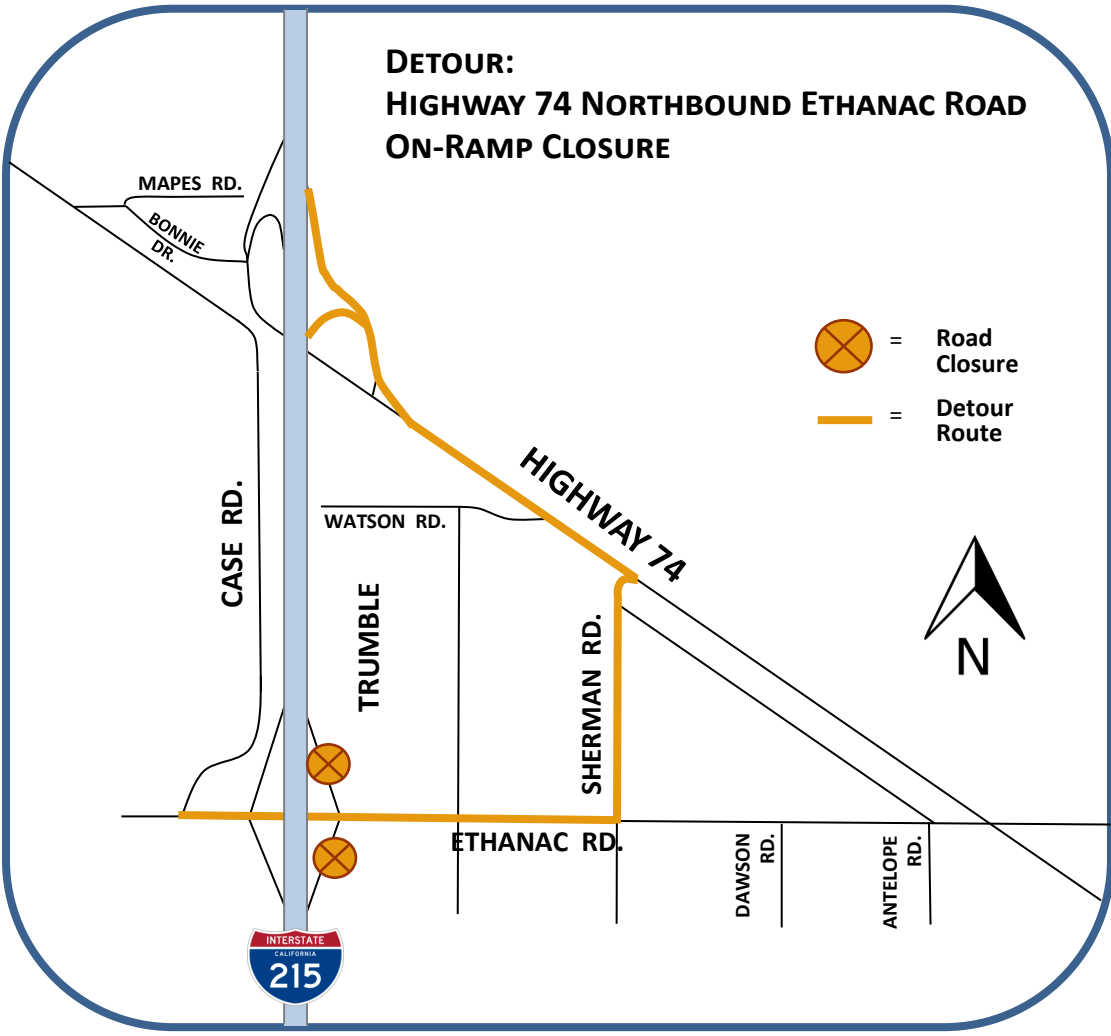 DETOUR:
HIGHWAY 74 NORTHBOUND ETHANAC ROAD
ON-RAMP CLOSURE
MAPES RD.
BONNIE
DR.
= Road
Closure
= Detour
Route
HIGHWAY 74
CASE RD.
WATSON RD.
TRUMBLE
SHERMAN RD.
N
ETHANAC RD.
DAWSON
RD.
ANTELOPE
RD.
INTERSTATE
CALIFORNIA
215